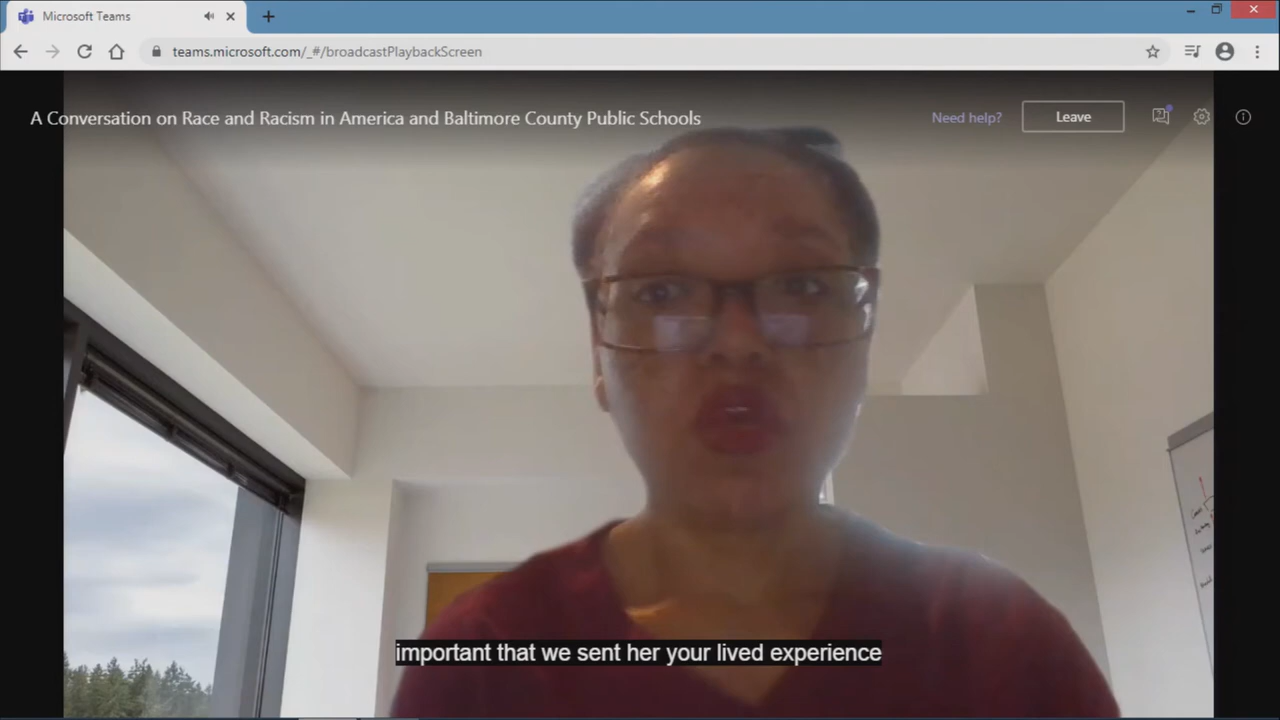 Microsoft Teams
teams.microsoft.com/_#/broadcastPlaybackScreen
A Conversation on Race and Racism in America and Baltimore County Public Schools
Need help?
Leave
important that we sent her your lived experience